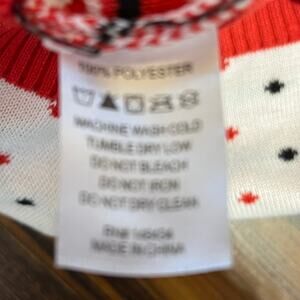 100% POLYESTER
MACHINE WASH COLD
TUMBLE DRY LOW
DO NOT BLEACH
DO NOT IRON
DO NOT DRY CLEAN
MADE IN CHINA